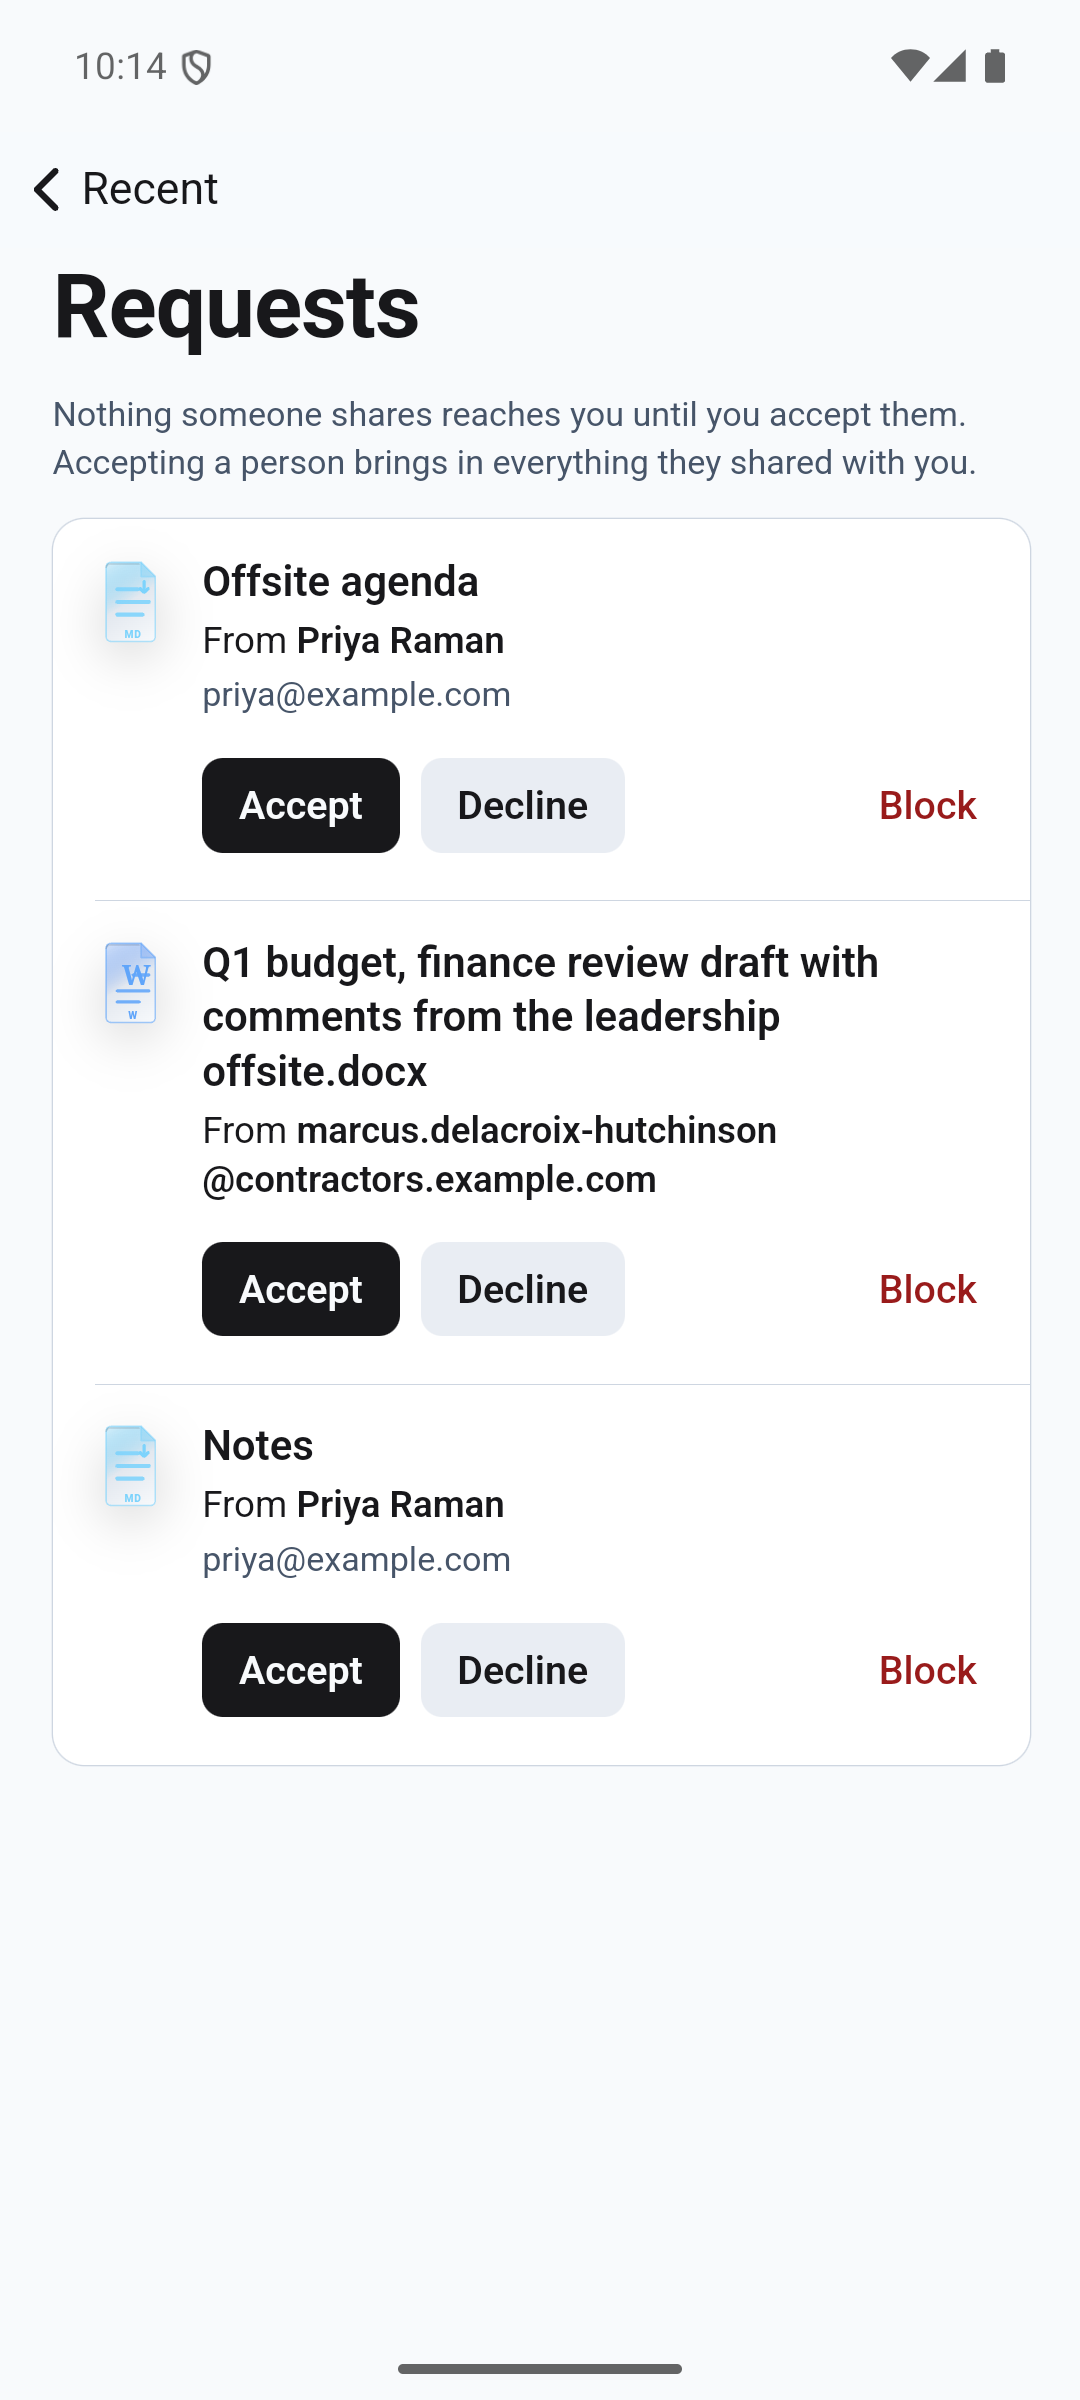 10:14
Recent
Requests
Nothing someone shares reaches you until you accept them.
Accepting a person brings in everything they shared with you.
MD
Offsite agenda
From Priya Raman
priya@example.com
Accept
Decline
Block
W
W
Q1 budget, finance review draft with
comments from the leadership
offsite.docx
From marcus.delacroix-hutchinson
@contractors.example.com
Accept
Decline
Block
MD
Notes
From Priya Raman
priya@example.com
Accept
Decline
Block